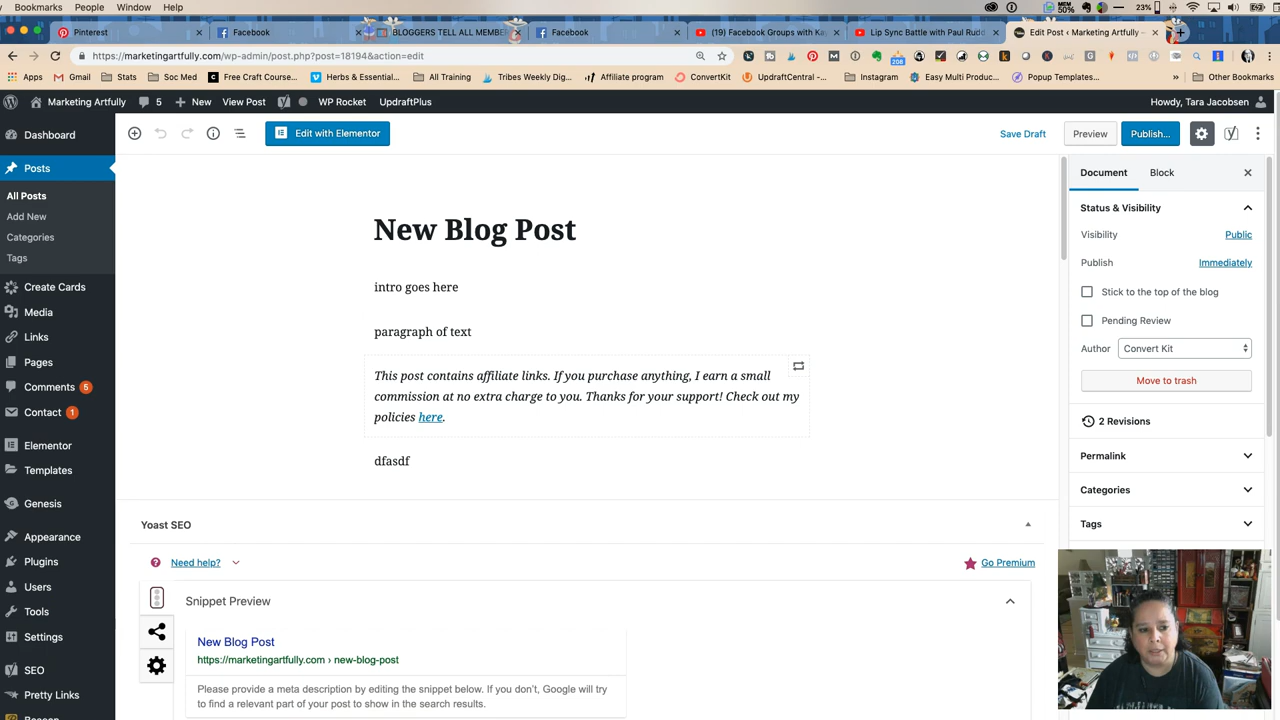 Bookmarks People Window Help
MEM 50% 23%
Pinterest
Facebook
BLOGGERS TELL ALL MEMBE
Facebook
(19) Facebook Groups with Ka
Lip Sync Battle with Paul Rudd
Edit Post ‹ Marketing Artfully —
https://marketingartfully.com/wp-admin/post.php?post=18194&action=edit
208
Apps Gmail Stats Soc Med Free Craft Course... Herbs & Essential... All Training Tribes Weekly Dig... Affiliate program ConvertKit UpdraftCentral -... Instagram Easy Multi Produc... Popup Templates... » Other Bookmarks
Marketing Artfully 5 New View Post WP Rocket UpdraftPlus Howdy, Tara Jacobsen
Dashboard
Posts
All Posts
Add New
Categories
Tags
Create Cards
Media
Links
Pages
Comments 5
Contact 1
Elementor
Templates
Genesis
Appearance
Plugins
Users
Tools
Settings
SEO
Pretty Links
Edit with Elementor
Save Draft
Preview
Publish...
New Blog Post
intro goes here
paragraph of text
This post contains affiliate links. If you purchase anything, I earn a small
commission at no extra charge to you. Thanks for your support! Check out my
policies here.
dfasdf
Yoast SEO
Need help?
Go Premium
Snippet Preview
New Blog Post
https://marketingartfully.com › new-blog-post
Please provide a meta description by editing the snippet below. If you don't, Google will try
to find a relevant part of your post to show in the search results.
Document Block
Status & Visibility
Visibility Public
Publish Immediately
Stick to the top of the blog
Pending Review
Author Convert Kit
Move to trash
2 Revisions
Permalink
Categories
Tags